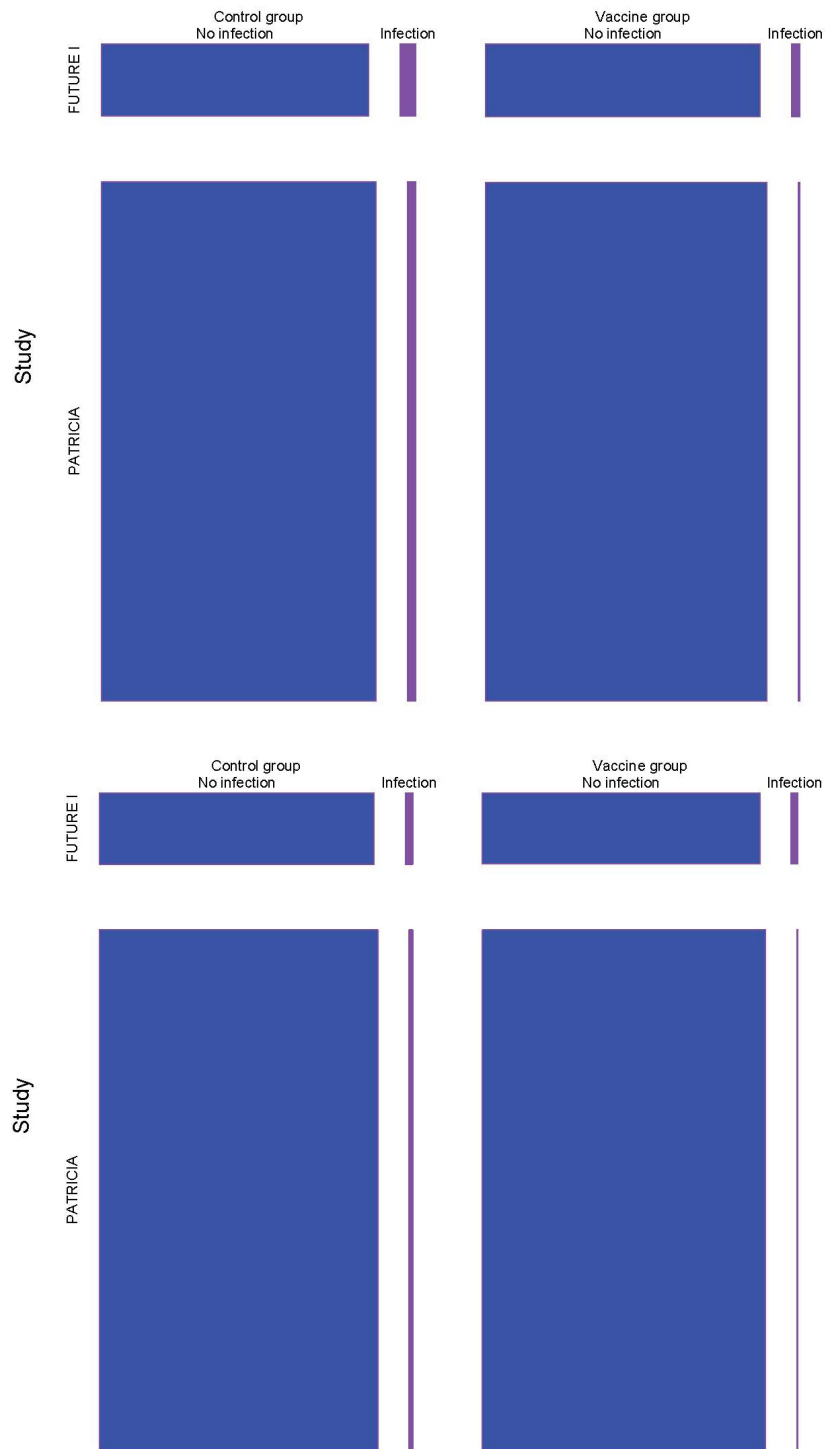 Control group
Vaccine group
No infection
Infection
No infection
Infection
FUTURE I
Study
PATRICIA
Control group
Vaccine group
No infection
Infection
No infection
Infection
FUTURE I
Study
PATRICIA